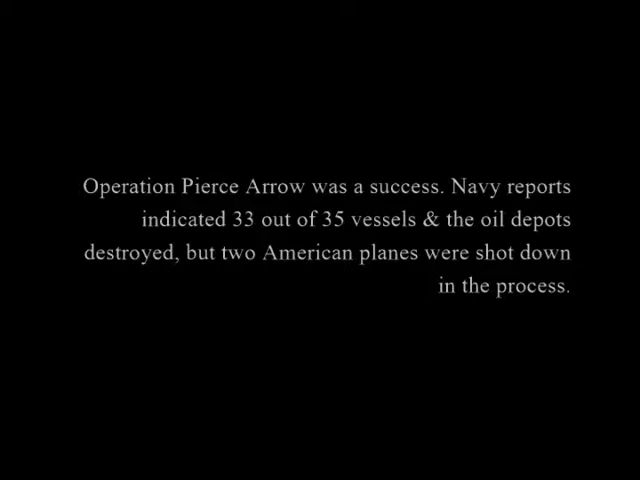 Operation Pierce Arrow was a success. Navy reports
indicated 33 out of 35 vessels & the oil depots
destroyed, but two American planes were shot down
in the process.